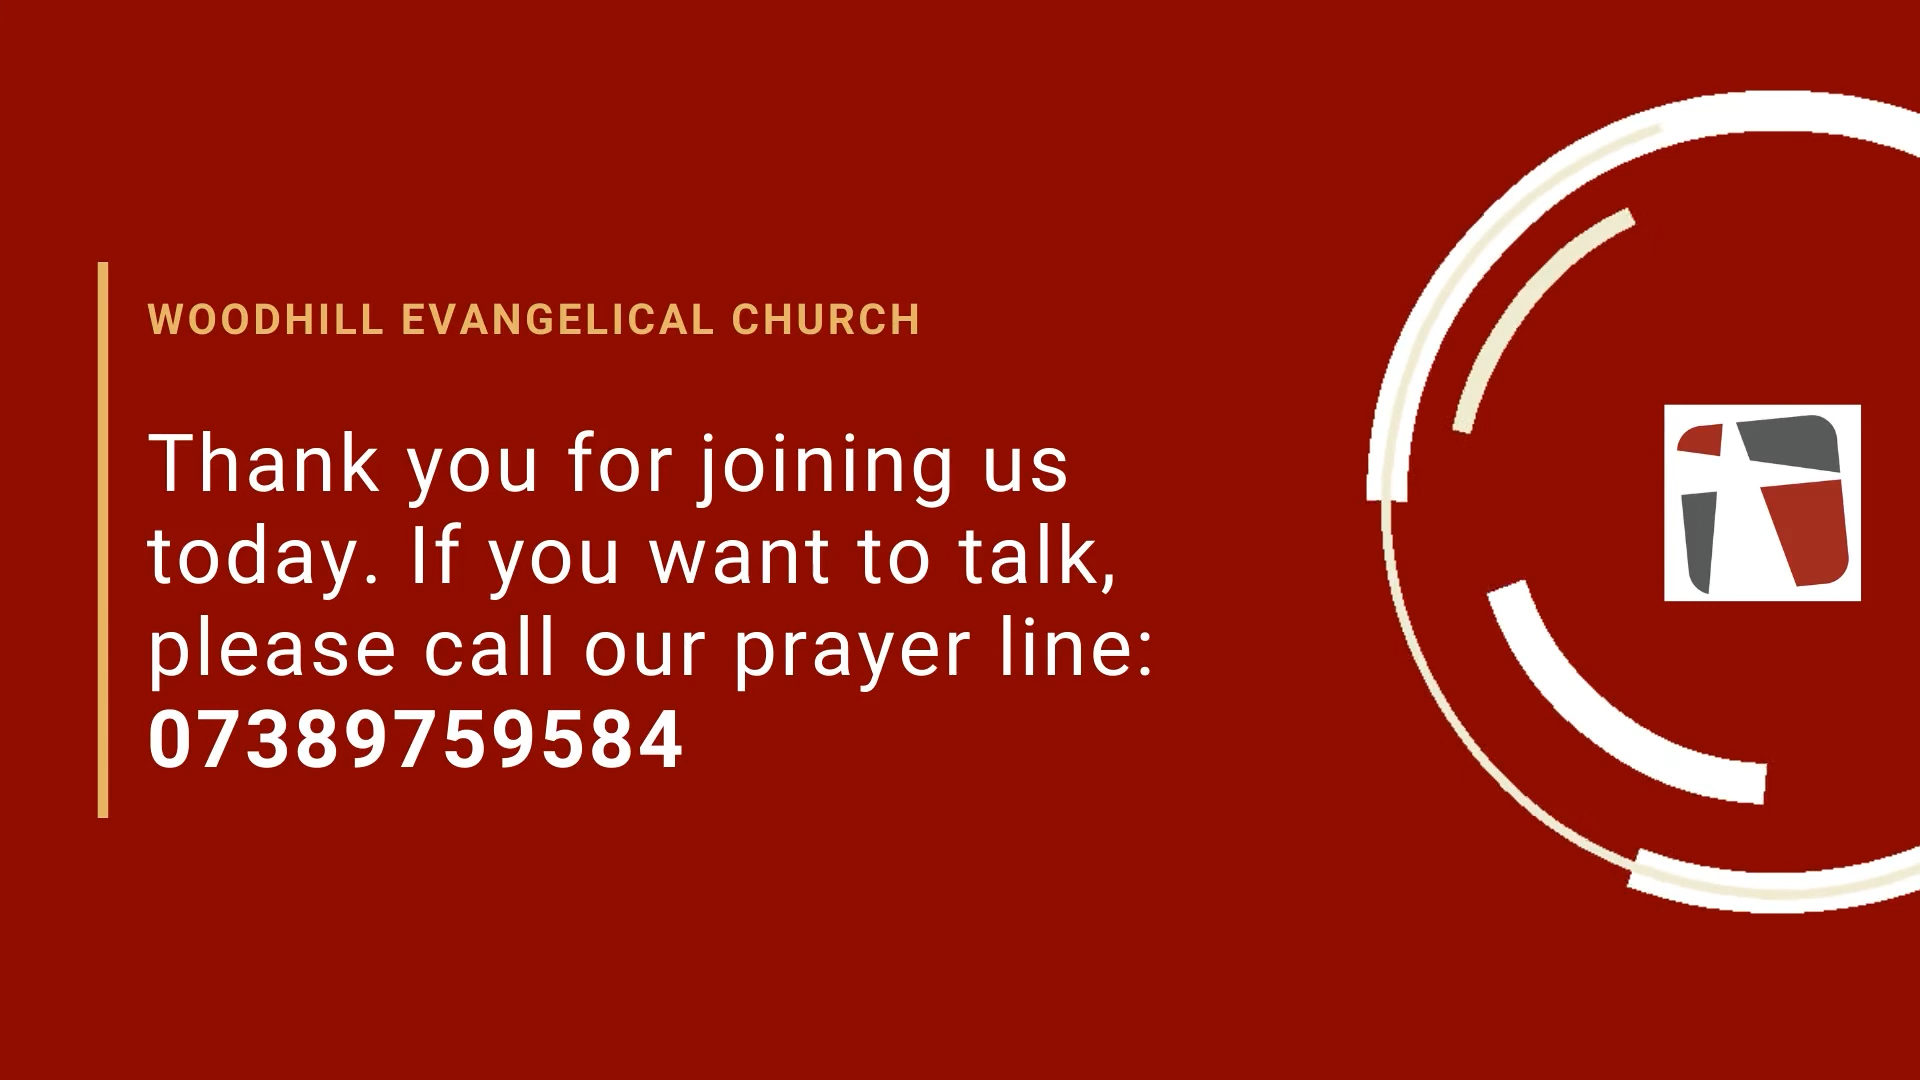 WOODHILL EVANGELICAL CHURCH
Thank you for joining us
today. If you want to talk,
please call our prayer line:
07389759584